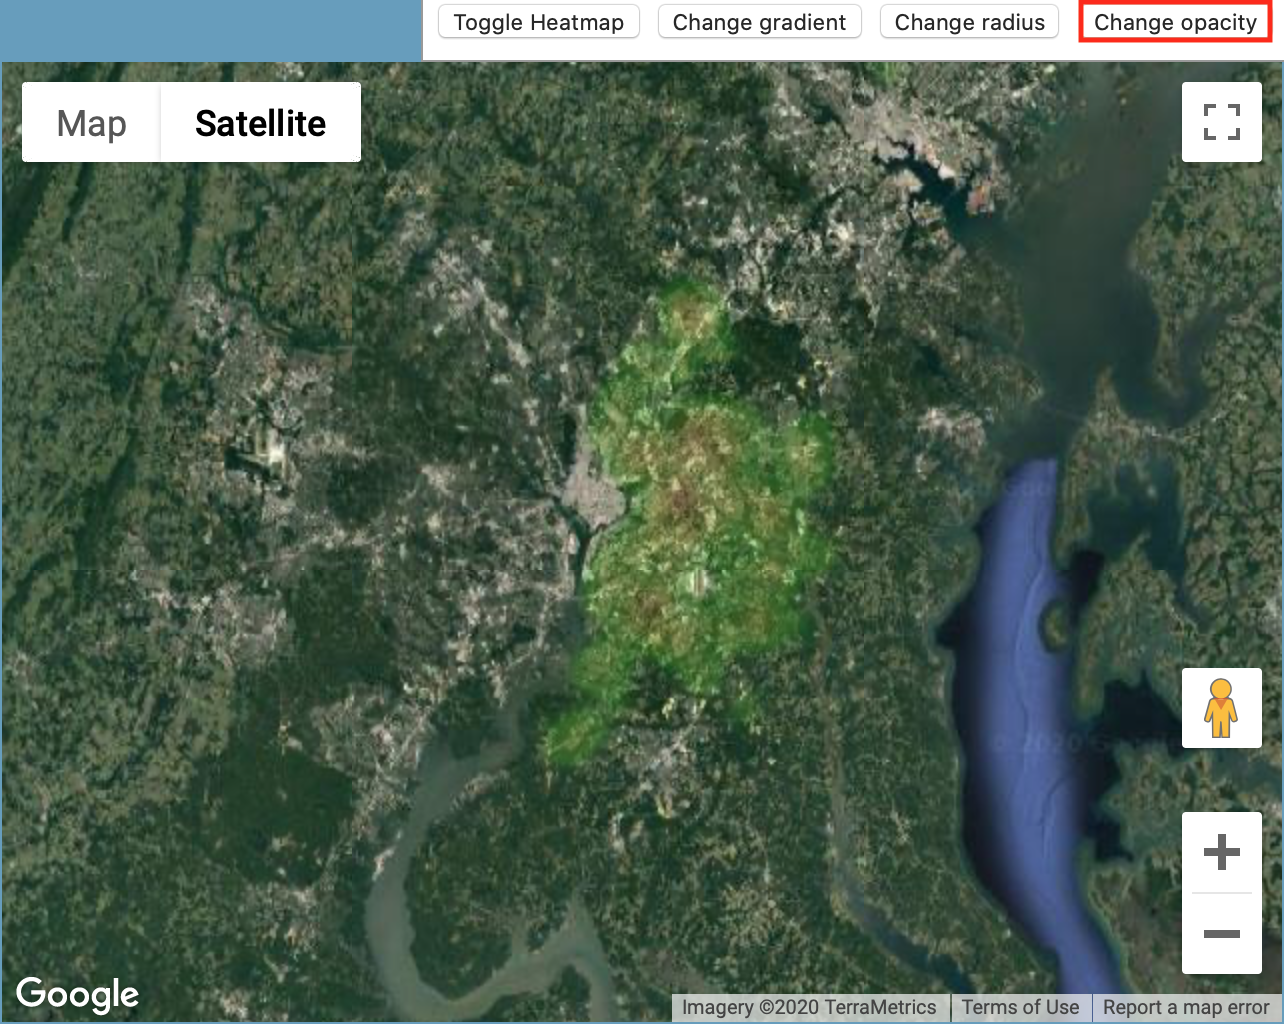 Toggle Heatmap Change gradient Change radius Change opacity
Map Satellite
Google
Imagery ©2020 TerraMetrics Terms of Use Report a map error